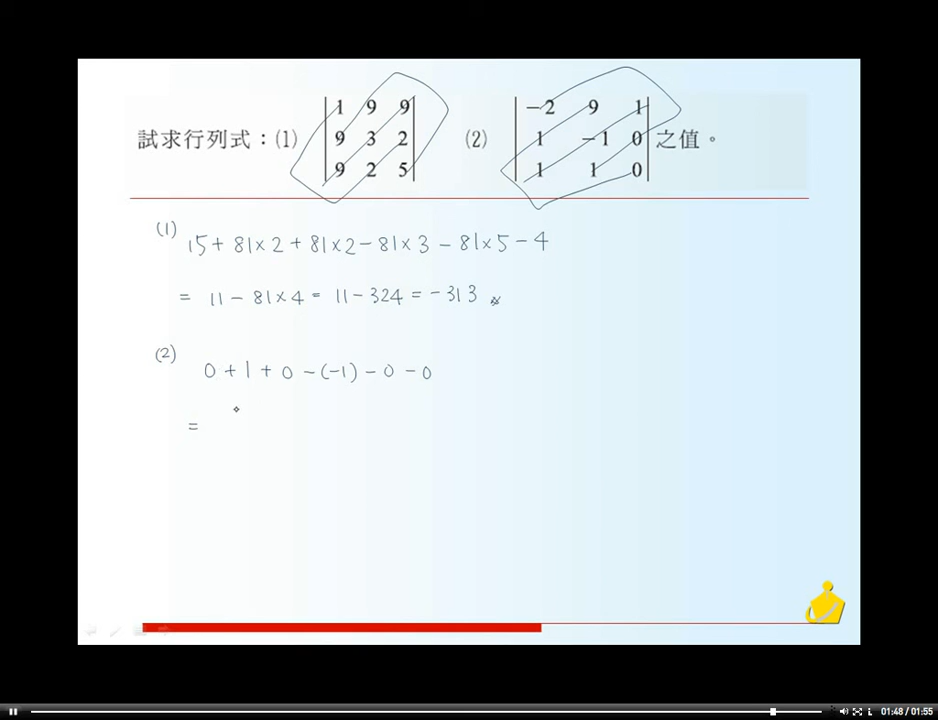 試求行列式：(1) |1 9 9| (2) |−2 9 1| 之值。
|9 3 2| |1 −1 0|
|9 2 5| |1 1 0|
(1) 15+81×2+81×2−81×3−81×5−4
= 11−81×4 = 11−324 = −313
(2) 0+1+0−(−1)−0−0
=
01:48 / 01:55